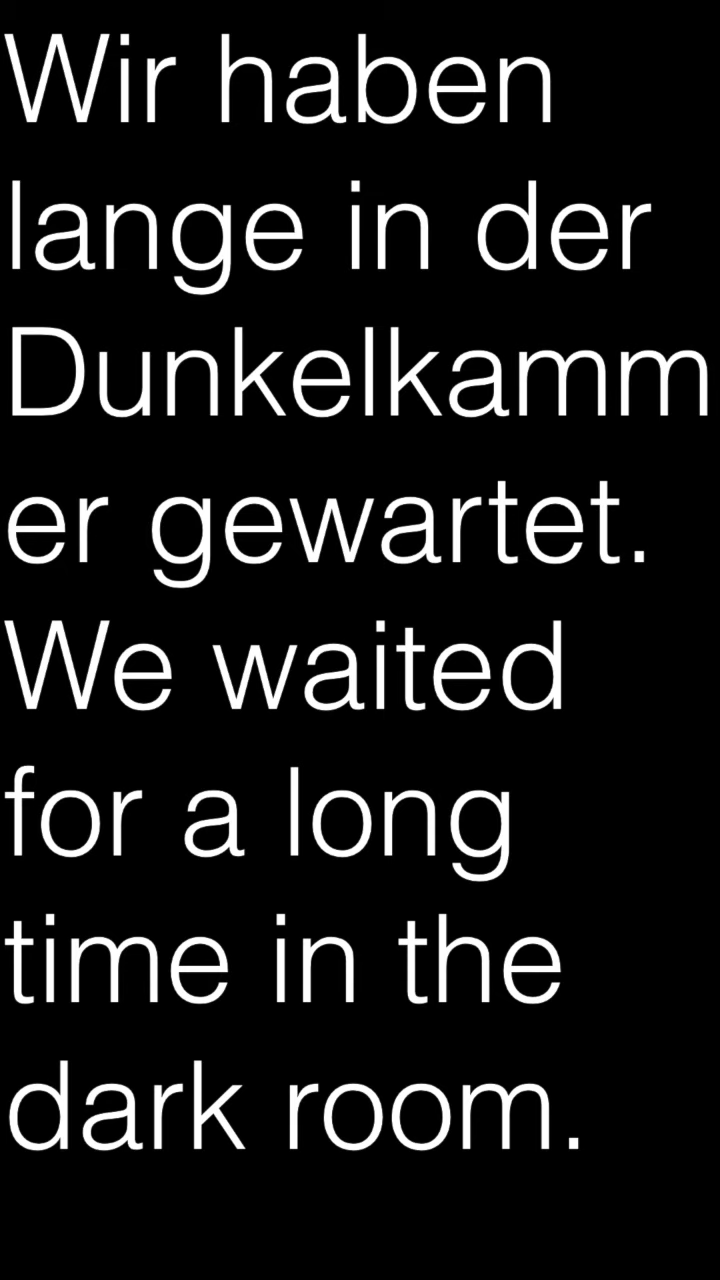 Wir haben
lange in der
Dunkelkamm
er gewartet.
We waited
for a long
time in the
dark room.